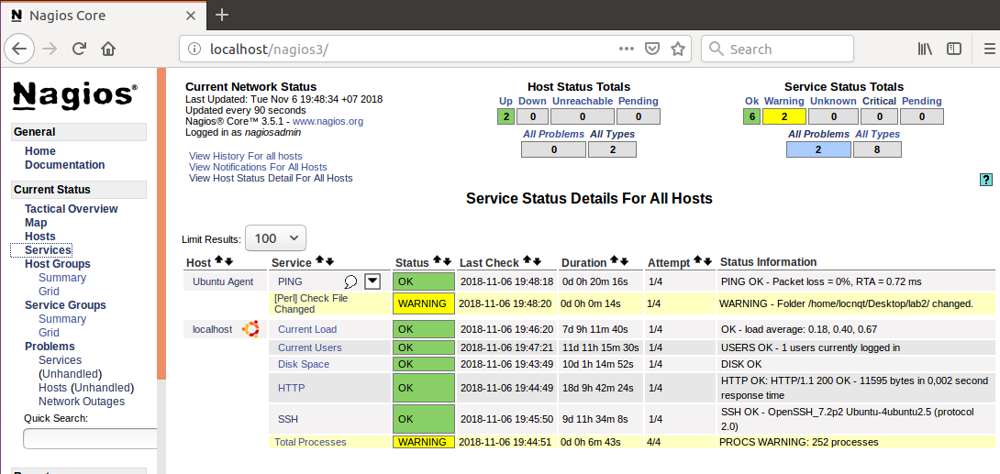 Nagios Core
localhost/nagios3/
Search
Nagios®
General
Home
Documentation
Current Status
Tactical Overview
Map
Hosts
Services
Host Groups
Summary
Grid
Service Groups
Summary
Grid
Problems
Services
(Unhandled)
Hosts (Unhandled)
Network Outages
Quick Search:
Current Network Status
Last Updated: Tue Nov 6 19:48:34 +07 2018
Updated every 90 seconds
Nagios® Core™ 3.5.1 - www.nagios.org
Logged in as nagiosadmin
View History For all hosts
View Notifications For All Hosts
View Host Status Detail For All Hosts
Host Status Totals
Up Down Unreachable Pending
2 0 0 0
All Problems All Types
0 2
Service Status Totals
Ok Warning Unknown Critical Pending
6 2 0 0 0
All Problems All Types
2 8
?
Service Status Details For All Hosts
Limit Results: 100
Host Service Status Last Check Duration Attempt Status Information
Ubuntu Agent PING OK 2018-11-06 19:48:18 0d 0h 20m 16s 1/4 PING OK - Packet loss = 0%, RTA = 0.72 ms
[Perl] Check File
Changed WARNING 2018-11-06 19:48:20 0d 0h 0m 14s 1/4 WARNING - Folder /home/locnqt/Desktop/lab2/ changed.
localhost Current Load OK 2018-11-06 19:46:20 7d 9h 11m 40s 1/4 OK - load average: 0.18, 0.40, 0.67
Current Users OK 2018-11-06 19:47:21 11d 11h 15m 30s 1/4 USERS OK - 1 users currently logged in
Disk Space OK 2018-11-06 19:43:49 10d 1h 14m 52s 1/4 DISK OK
HTTP OK 2018-11-06 19:44:49 18d 9h 42m 24s 1/4 HTTP OK: HTTP/1.1 200 OK - 11595 bytes in 0,002 second
response time
SSH OK 2018-11-06 19:45:50 9d 11h 34m 8s 1/4 SSH OK - OpenSSH_7.2p2 Ubuntu-4ubuntu2.5 (protocol
2.0)
Total Processes WARNING 2018-11-06 19:44:51 0d 0h 6m 43s 4/4 PROCS WARNING: 252 processes